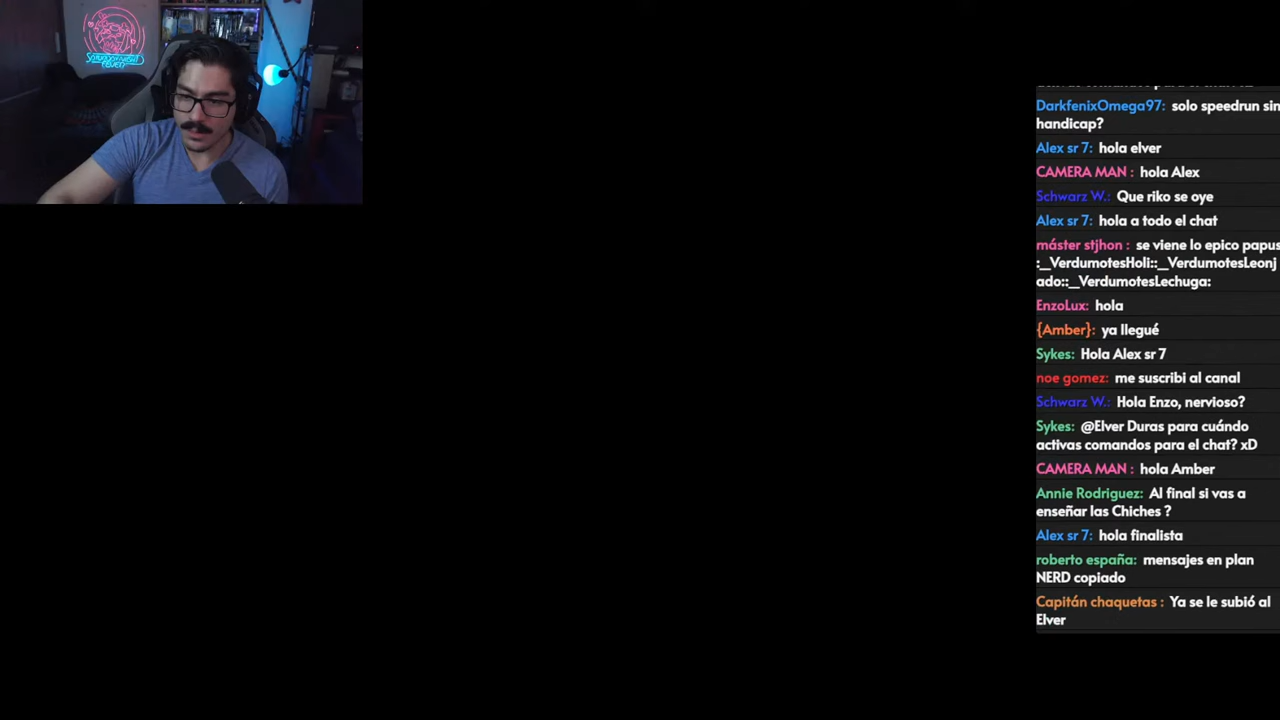 DarkfenixOmega97: solo speedrun sin
handicap?
Alex sr 7: hola elver
CAMERA MAN : hola Alex
Schwarz W.: Que riko se oye
Alex sr 7: hola a todo el chat
máster stjhon : se viene lo epico papus
:__VerdumotesHoli::__VerdumotesLeonj
ado::__VerdumotesLechuga:
EnzoLux: hola
{Amber}: ya llegué
Sykes: Hola Alex sr 7
noe gomez: me suscribi al canal
Schwarz W.: Hola Enzo, nervioso?
Sykes: @Elver Duras para cuándo
activas comandos para el chat? xD
CAMERA MAN : hola Amber
Annie Rodriguez: Al final si vas a
enseñar las Chiches ?
Alex sr 7: hola finalista
roberto españa: mensajes en plan
NERD copiado
Capitán chaquetas : Ya se le subió al
Elver